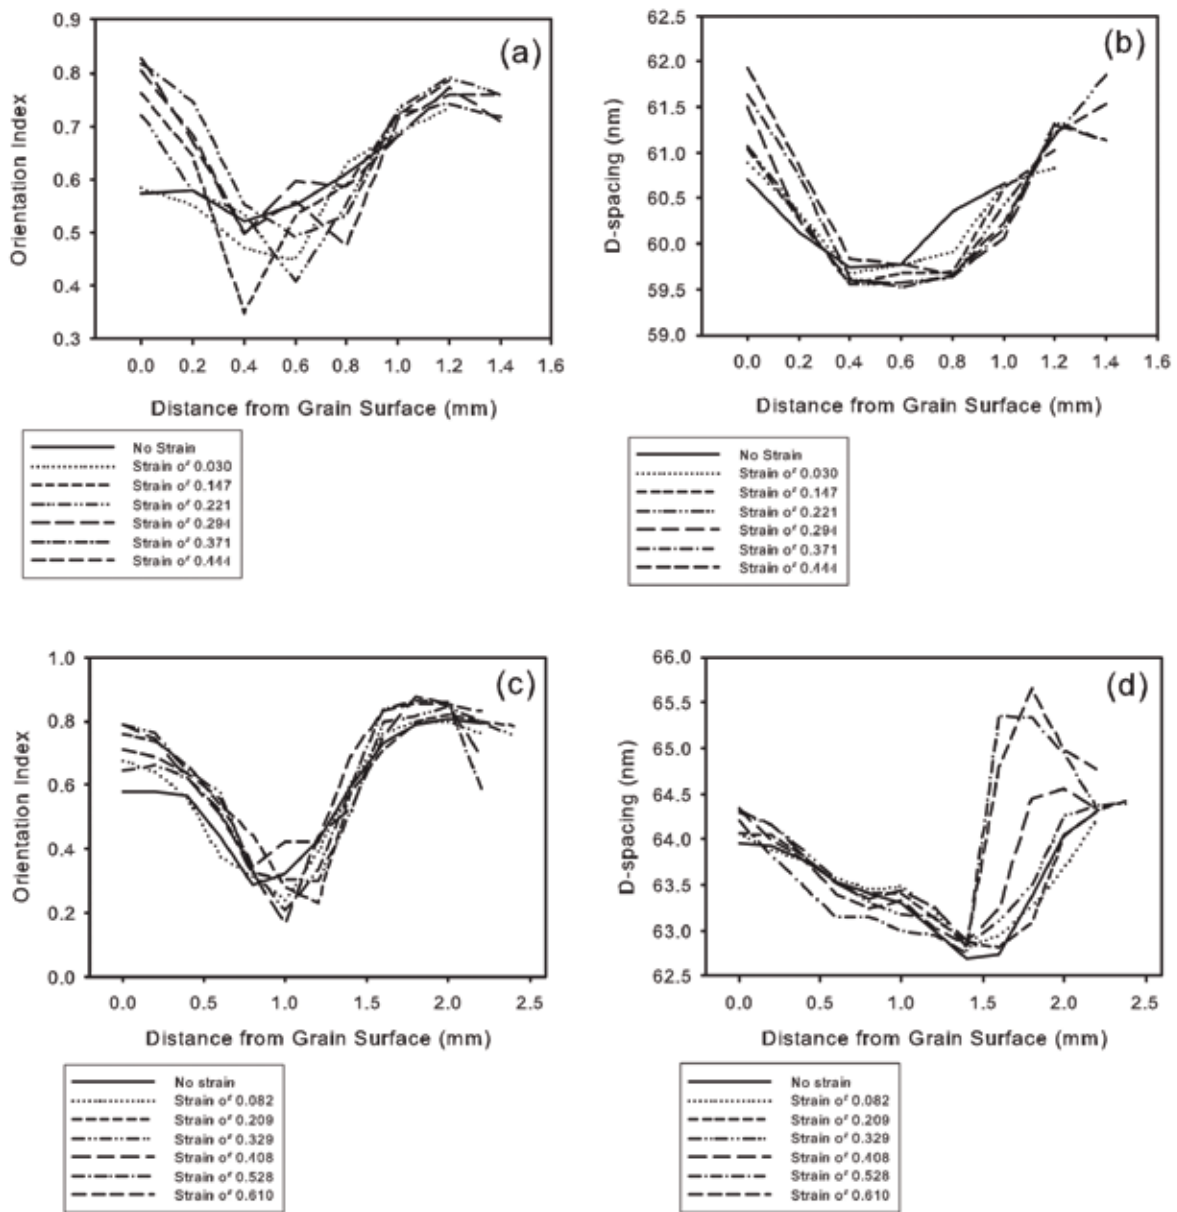 (a)
Orientation Index
0.9
0.8
0.7
0.6
0.5
0.4
0.3
0.0 0.2 0.4 0.6 0.8 1.0 1.2 1.4 1.6
Distance from Grain Surface (mm)
No Strain
Strain of 0.030
Strain of 0.147
Strain of 0.221
Strain of 0.294
Strain of 0.371
Strain of 0.444
(b)
D-spacing (nm)
62.5
62.0
61.5
61.0
60.5
60.0
59.5
59.0
0.0 0.2 0.4 0.6 0.8 1.0 1.2 1.4 1.6
Distance from Grain Surface (mm)
No Strain
Strain of 0.030
Strain of 0.147
Strain of 0.221
Strain of 0.294
Strain of 0.371
Strain of 0.444
(c)
Orientation Index
1.0
0.8
0.6
0.4
0.2
0.0
0.0 0.5 1.0 1.5 2.0 2.5
Distance from Grain Surface (mm)
No strain
Strain of 0.082
Strain of 0.209
Strain of 0.329
Strain of 0.408
Strain of 0.528
Strain of 0.610
(d)
D-spacing (nm)
66.0
65.5
65.0
64.5
64.0
63.5
63.0
62.5
0.0 0.5 1.0 1.5 2.0 2.5
Distance from Grain Surface (mm)
No strain
Strain of 0.082
Strain of 0.209
Strain of 0.329
Strain of 0.408
Strain of 0.528
Strain of 0.610